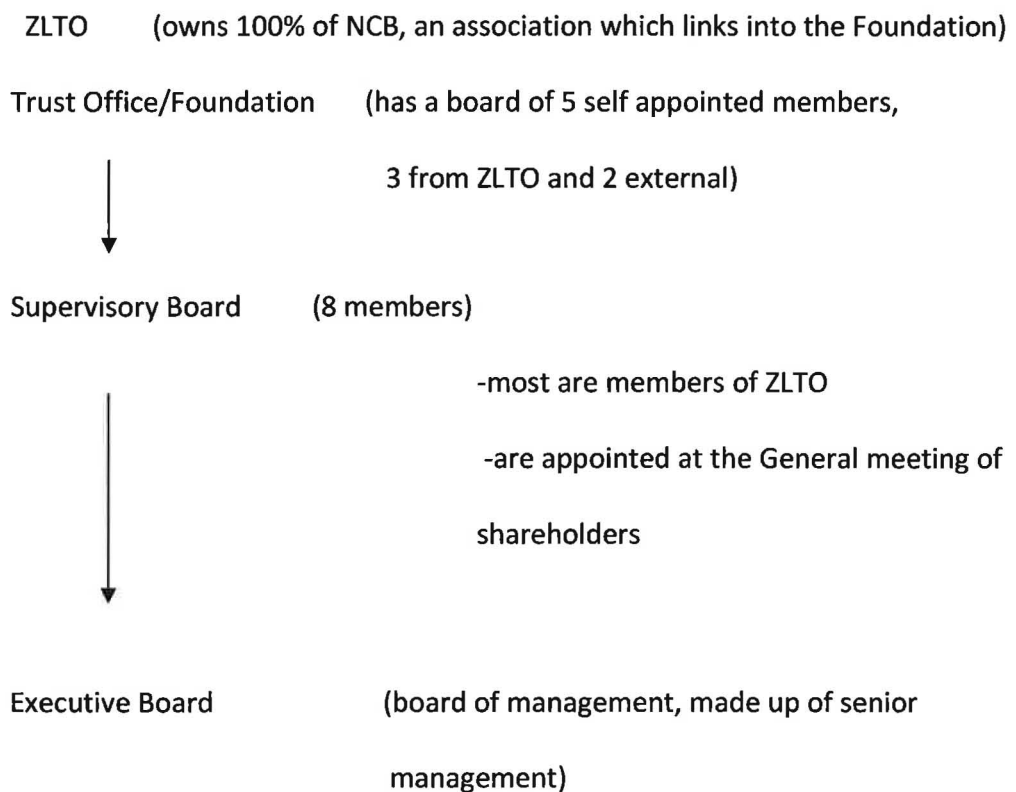 ZLTO (owns 100% of NCB, an association which links into the Foundation)
Trust Office/Foundation (has a board of 5 self appointed members,
3 from ZLTO and 2 external)
Supervisory Board (8 members)
-most are members of ZLTO
-are appointed at the General meeting of
shareholders
Executive Board (board of management, made up of senior
management)